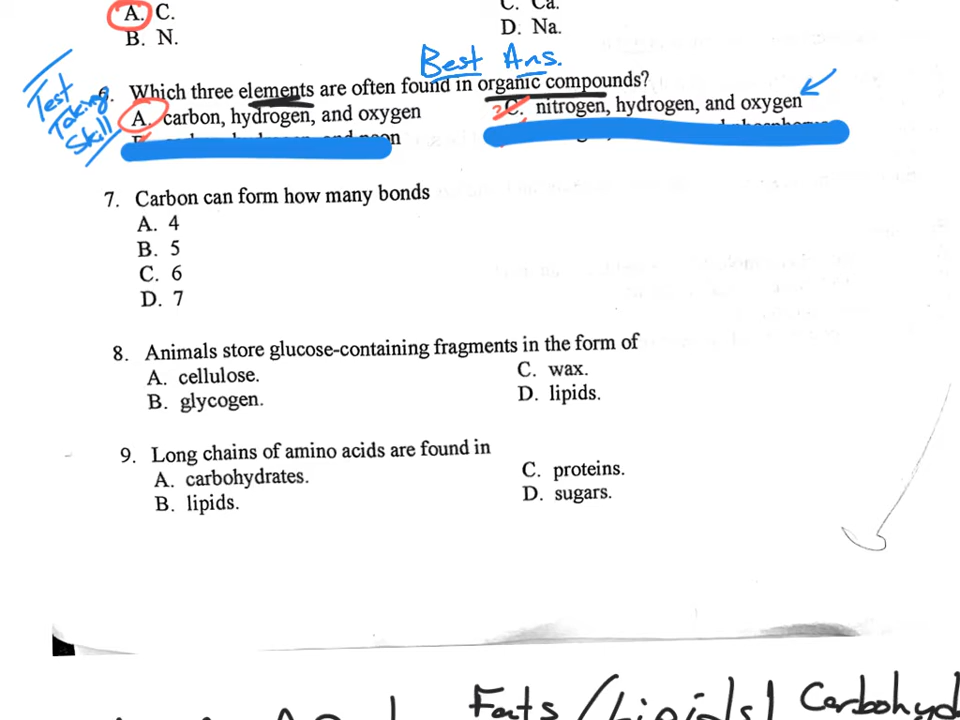 A. C.
C. Ca.
B. N.
D. Na.
Best Ans.
Test Taking Skill
6. Which three elements are often found in organic compounds?
A. carbon, hydrogen, and oxygen
C. nitrogen, hydrogen, and oxygen
7. Carbon can form how many bonds
A. 4
B. 5
C. 6
D. 7
8. Animals store glucose-containing fragments in the form of
A. cellulose.
C. wax.
B. glycogen.
D. lipids.
9. Long chains of amino acids are found in
A. carbohydrates.
C. proteins.
B. lipids.
D. sugars.
Fats (Lipids)